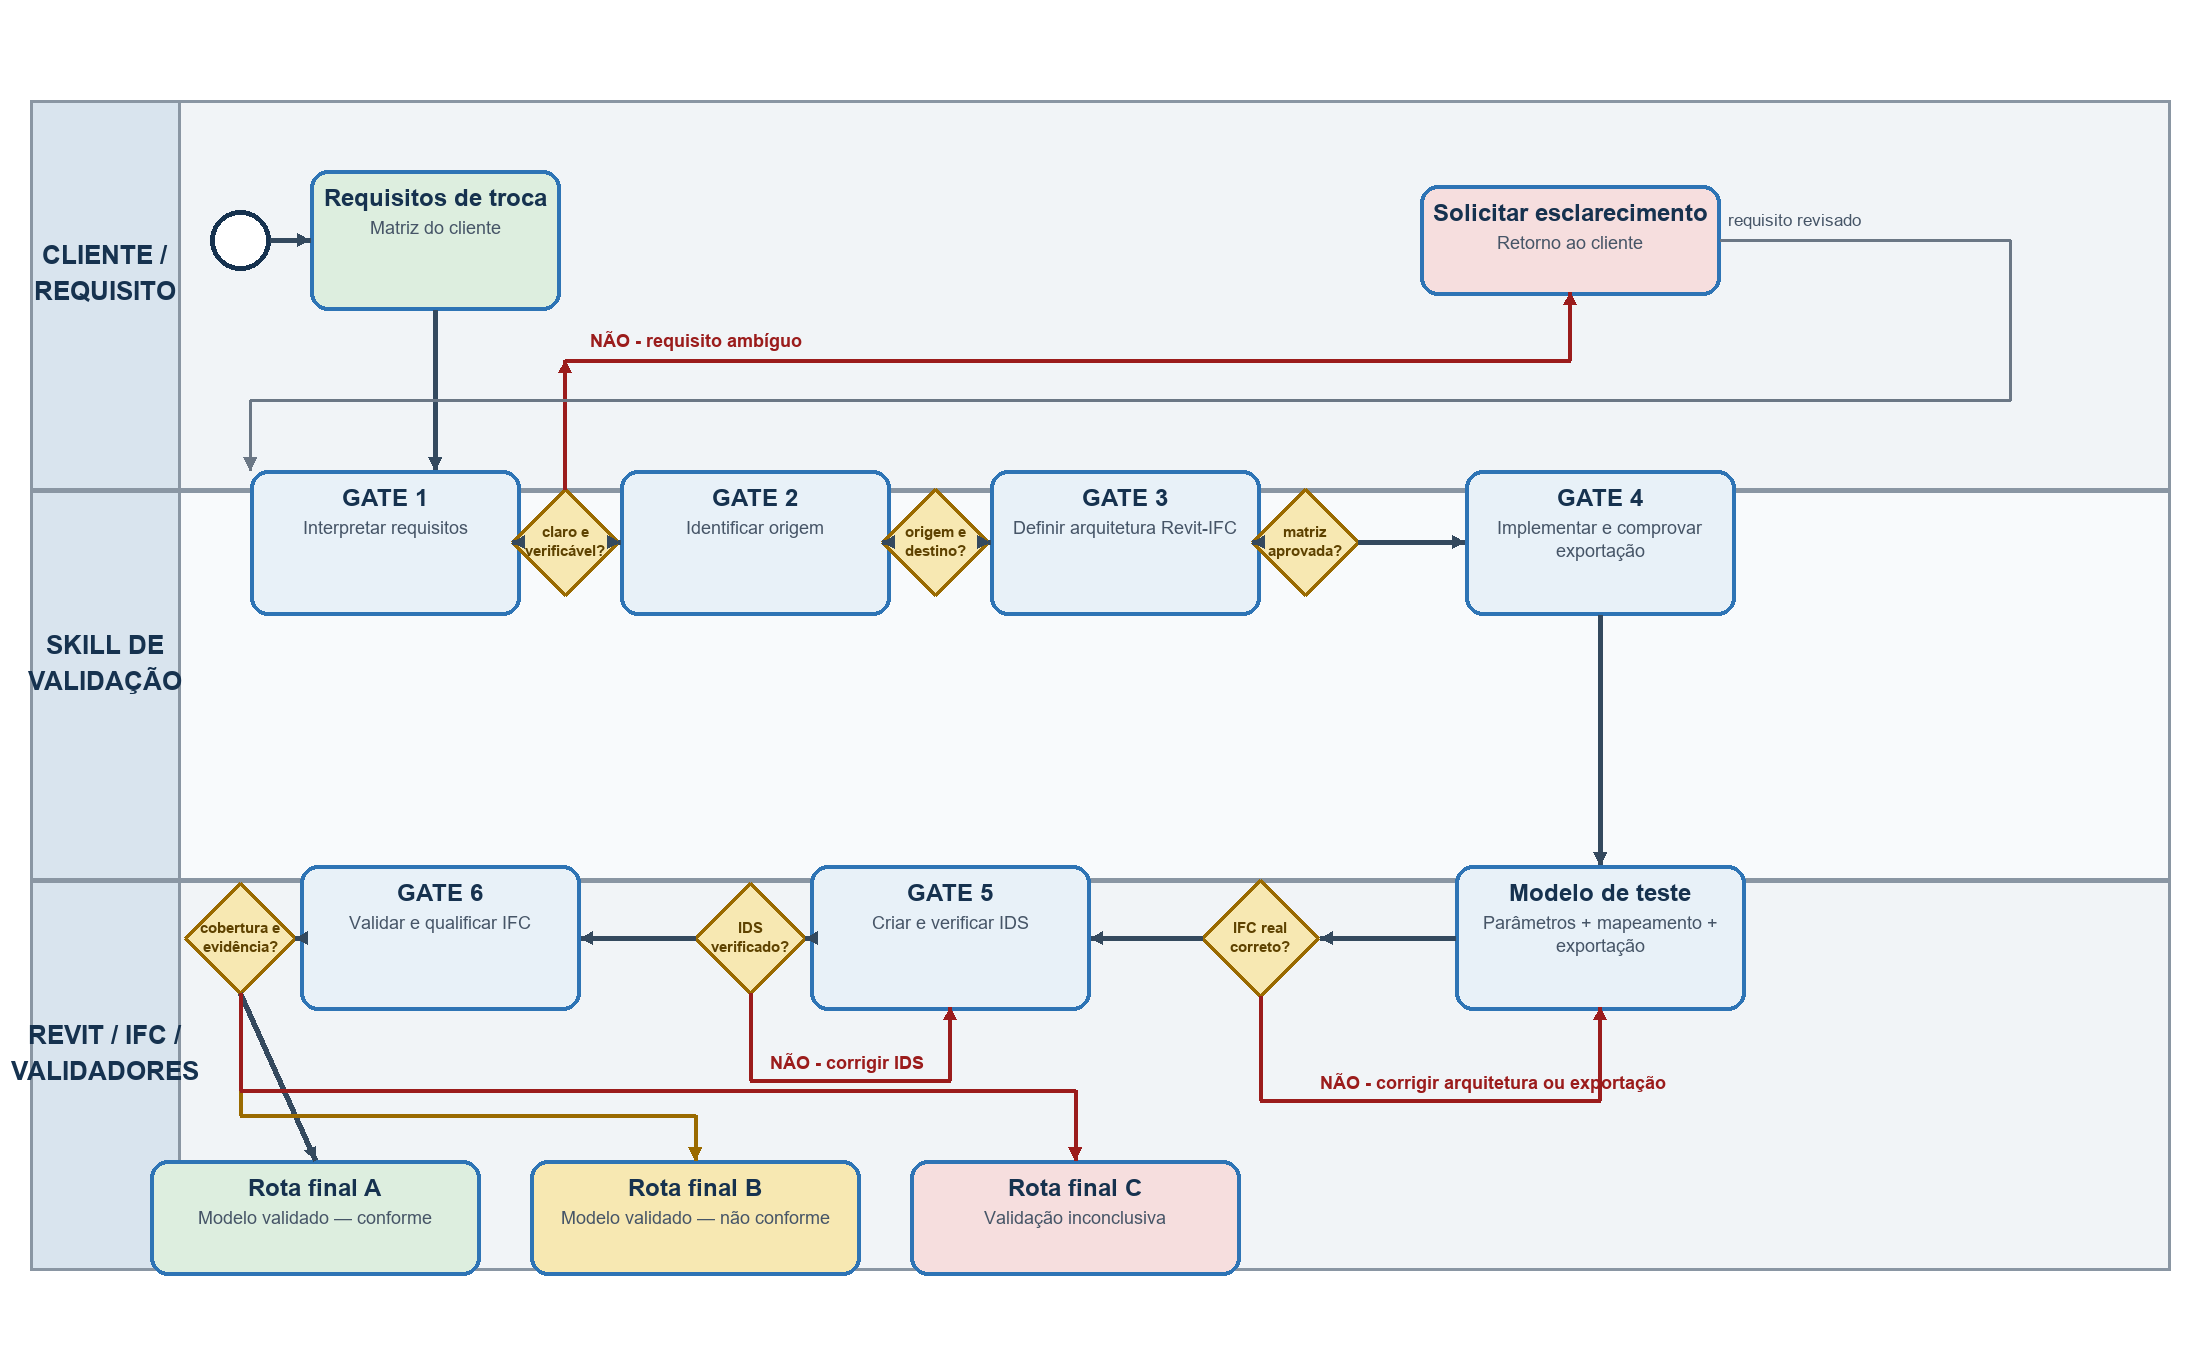 CLIENTE /
REQUISITO
Requisitos de troca
Matriz do cliente
Solicitar esclarecimento
Retorno ao cliente
requisito revisado
NÃO - requisito ambíguo
SKILL DE
VALIDAÇÃO
GATE 1
Interpretar requisitos
claro e
verificável?
GATE 2
Identificar origem
origem e
destino?
GATE 3
Definir arquitetura Revit-IFC
matriz
aprovada?
GATE 4
Implementar e comprovar
exportação
REVIT / IFC /
VALIDADORES
cobertura e
evidência?
GATE 6
Validar e qualificar IFC
IDS
verificado?
GATE 5
Criar e verificar IDS
IFC real
correto?
Modelo de teste
Parâmetros + mapeamento +
exportação
NÃO - corrigir IDS
NÃO - corrigir arquitetura ou exportação
Rota final A
Modelo validado — conforme
Rota final B
Modelo validado — não conforme
Rota final C
Validação inconclusiva